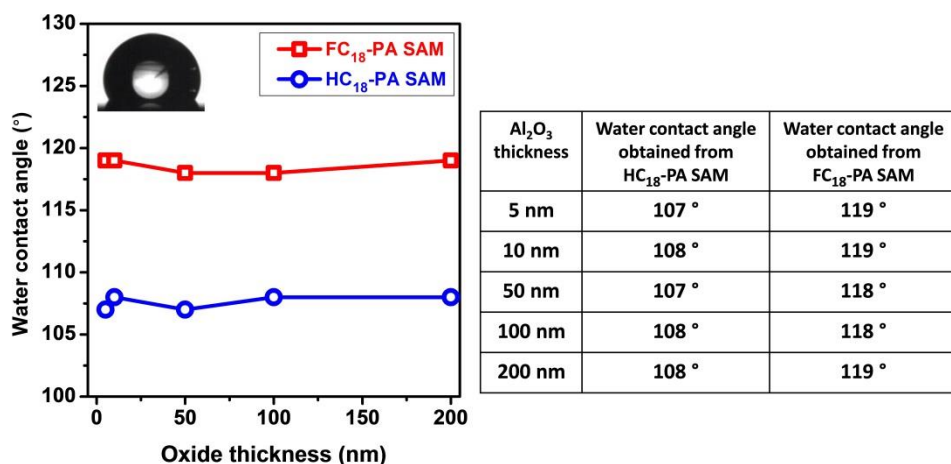 130
125
120
115
110
105
100
Water contact angle (°)
FC₁₈-PA SAM
HC₁₈-PA SAM
0
50
100
150
200
Oxide thickness (nm)
Al₂O₃ thickness
Water contact angle obtained from HC₁₈-PA SAM
Water contact angle obtained from FC₁₈-PA SAM
5 nm 107 ° 119 °
10 nm 108 ° 119 °
50 nm 107 ° 118 °
100 nm 108 ° 118 °
200 nm 108 ° 119 °